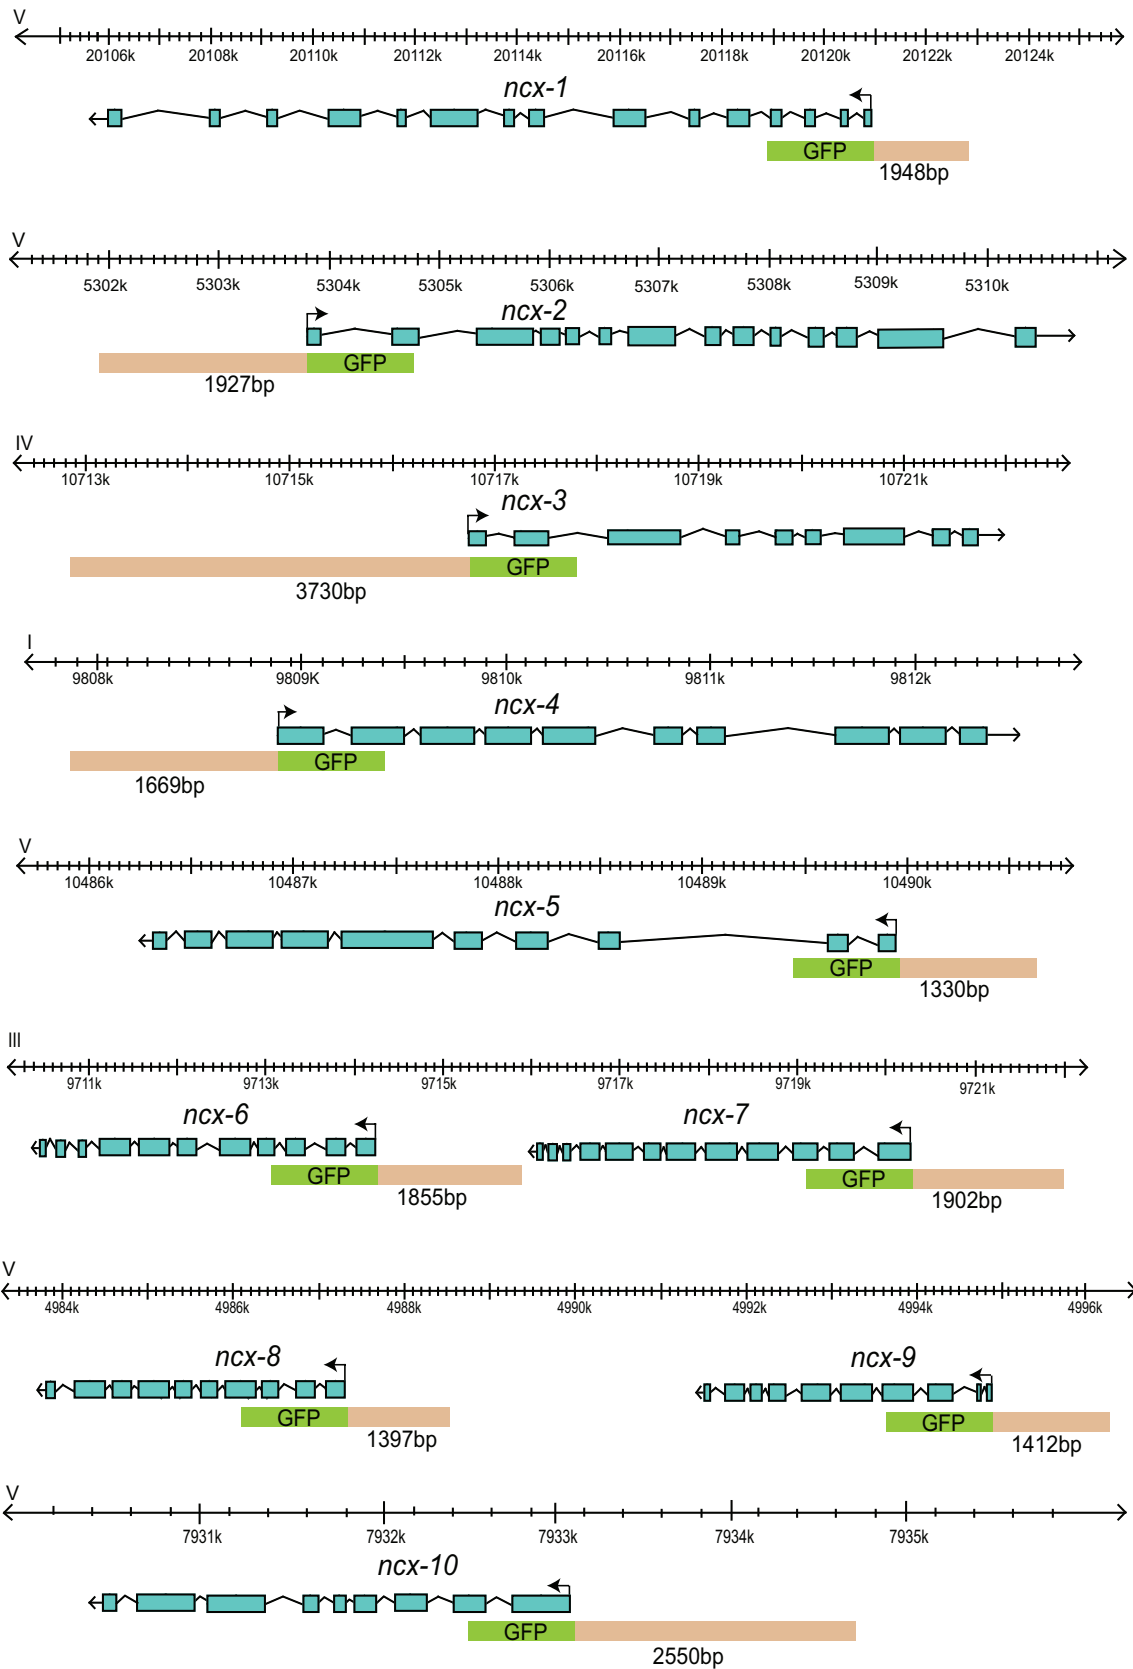 V
20106k 20108k 20110k 20112k 20114k 20116k 20118k 20120k 20122k 20124k
ncx-1
GFP
1948bp
V
5302k 5303k 5304k 5305k 5306k 5307k 5308k 5309k 5310k
ncx-2
GFP
1927bp
IV
10713k 10715k 10717k 10719k 10721k
ncx-3
GFP
3730bp
I
9808k 9809K 9810k 9811k 9812k
ncx-4
GFP
1669bp
V
10486k 10487k 10488k 10489k 10490k
ncx-5
GFP
1330bp
III
9711k 9713k 9715k 9717k 9719k 9721k
ncx-6 ncx-7
GFP GFP
1855bp 1902bp
V
4984k 4986k 4988k 4990k 4992k 4994k 4996k
ncx-8 ncx-9
GFP GFP
1397bp 1412bp
V
7931k 7932k 7933k 7934k 7935k
ncx-10
GFP
2550bp